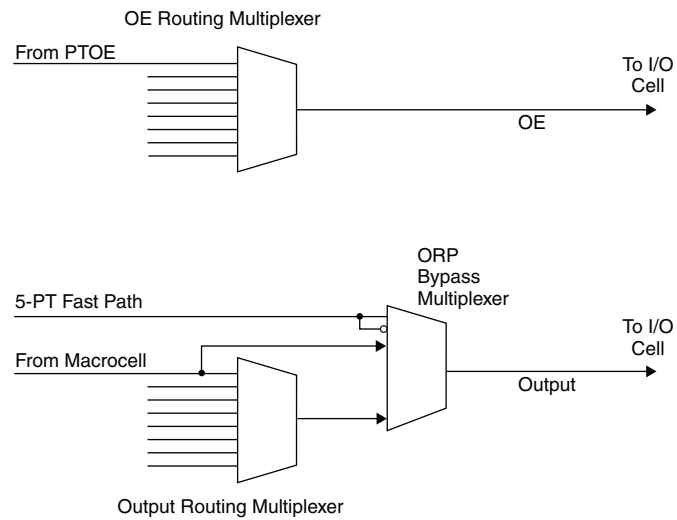 OE Routing Multiplexer
From PTOE
To I/O
Cell
OE
ORP
Bypass
Multiplexer
5-PT Fast Path
To I/O
Cell
From Macrocell
Output
Output Routing Multiplexer